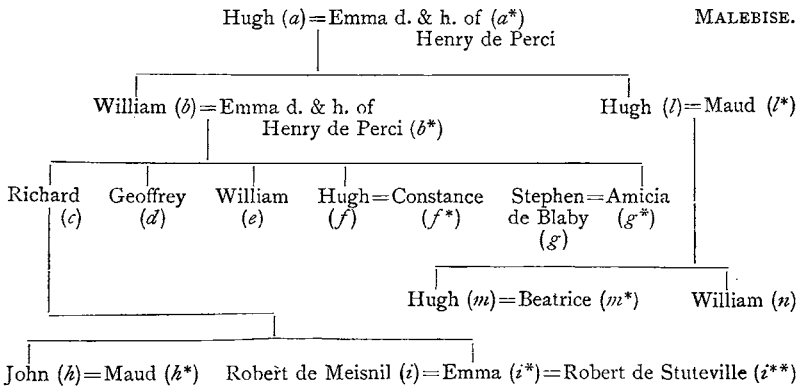 Hugh (a)=Emma d. & h. of (a*) MALEBISE.
Henry de Perci
William (b)=Emma d. & h. of Hugh (l)=Maud (l*)
Henry de Perci (b*)
Richard Geoffrey William Hugh=Constance Stephen=Amicia
(c) (d) (e) (f) (f*) de Blaby (g*)
(g)
Hugh (m)=Beatrice (m*) William (n)
John (h)=Maud (h*) Robert de Meisnil (i)=Emma (i*)=Robert de Stuteville (i**)